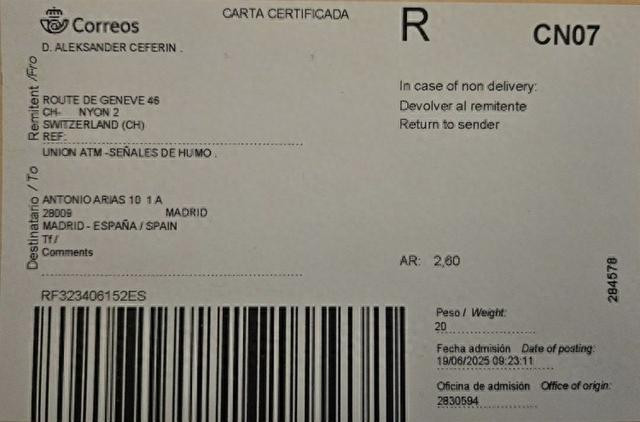 Correos
CARTA CERTIFICADA
R
CN07
D. ALEKSANDER CEFERIN .
Remitent /Fro
ROUTE DE GENEVE 46
CH- NYON 2
SWITZERLAND (CH)
REF:
In case of non delivery:
Devolver al remitente
Return to sender
Destinatario / To
UNION ATM -SEÑALES DE HUMO .
ANTONIO ARIAS 10 1 A
28009 MADRID
MADRID - ESPAÑA / SPAIN
Tf /
Comments
AR: 2,60
284578
RF323406152ES
Peso / Weight:
20
Fecha admisión Date of posting:
19/06/2025 09:23:11
Oficina de admisión Office of origin:
2830594